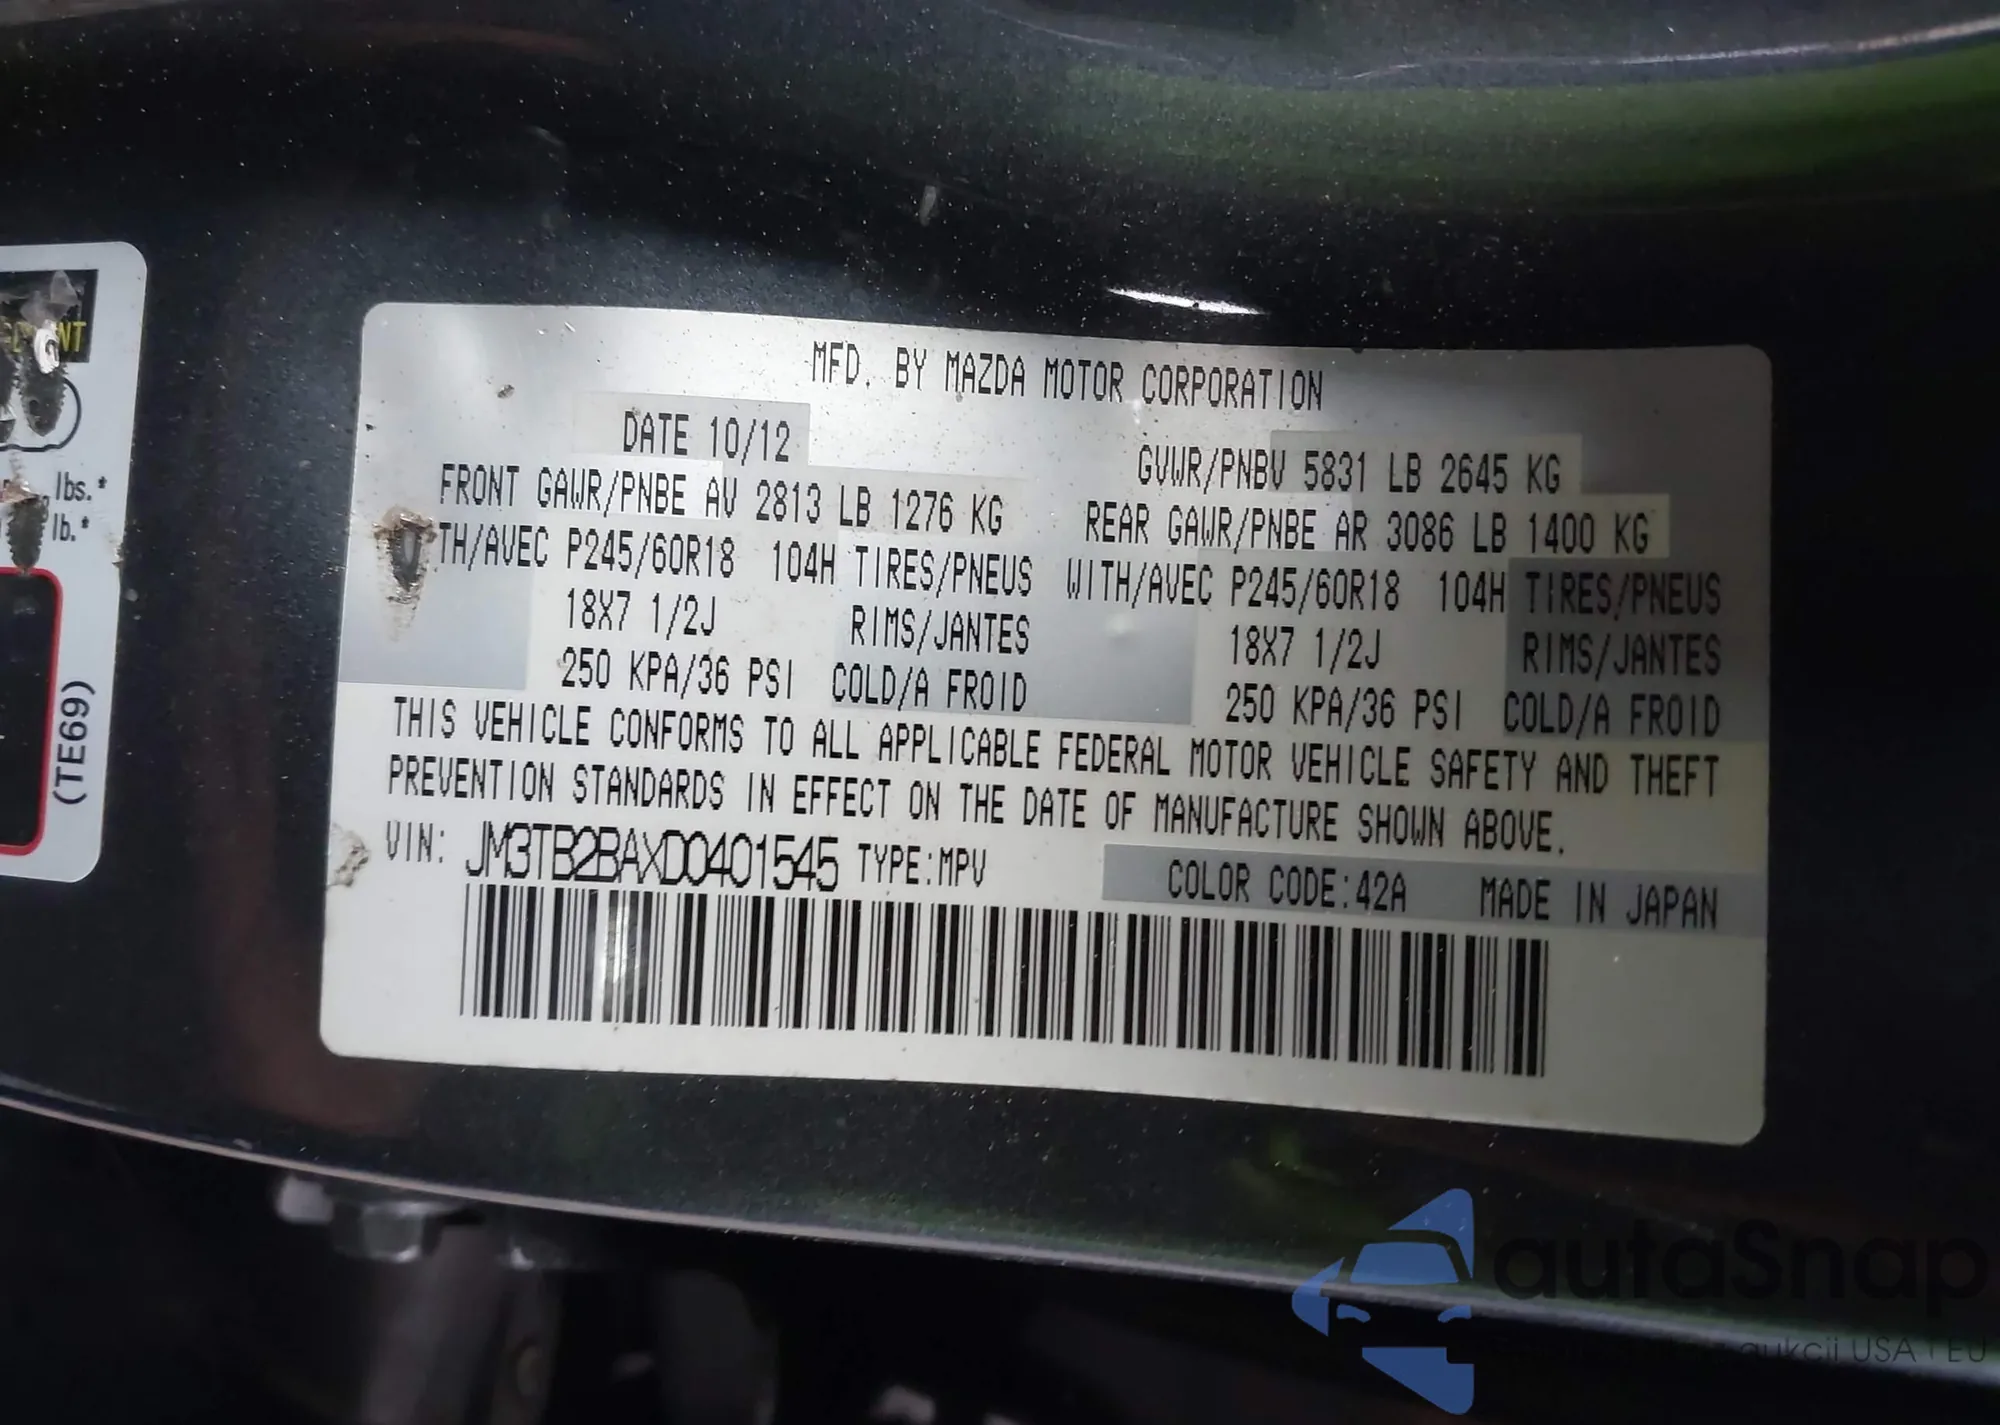 MFD. BY MAZDA MOTOR CORPORATION
DATE 10/12 GVWR/PNBV 5831 LB 2645 KG
FRONT GAWR/PNBE AV 2813 LB 1276 KG REAR GAWR/PNBE AR 3086 LB 1400 KG
TH/AVEC P245/60R18 104H TIRES/PNEUS WITH/AVEC P245/60R18 104H TIRES/PNEUS
18X7 1/2J RIMS/JANTES 18X7 1/2J RIMS/JANTES
250 KPA/36 PSI COLD/A FROID 250 KPA/36 PSI COLD/A FROID
THIS VEHICLE CONFORMS TO ALL APPLICABLE FEDERAL MOTOR VEHICLE SAFETY AND THEFT
PREVENTION STANDARDS IN EFFECT ON THE DATE OF MANUFACTURE SHOWN ABOVE.
VIN: JM3TB2BAXD0401545 TYPE:MPV COLOR CODE:42A MADE IN JAPAN
lbs.*
lb.*
(TE69)
autaSnap
aukcji USA i EU